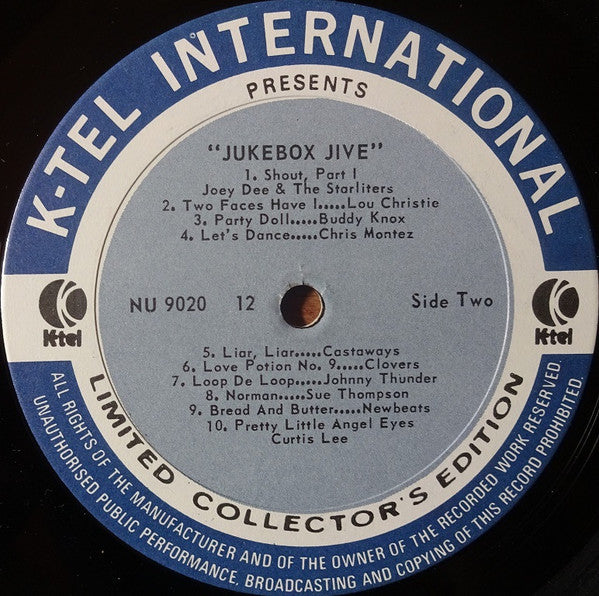 K-TEL INTERNATIONAL
PRESENTS
"JUKEBOX JIVE"
1. Shout, Part I
Joey Dee & The Starliters
2. Two Faces Have I.....Lou Christie
3. Party Doll.....Buddy Knox
4. Let's Dance.....Chris Montez
NU 9020 12 Side Two
K-tel K-tel
5. Liar, Liar.....Castaways
6. Love Potion No. 9.....Clovers
7. Loop De Loop.....Johnny Thunder
8. Norman.....Sue Thompson
9. Bread And Butter.....Newbeats
10. Pretty Little Angel Eyes
Curtis Lee
LIMITED COLLECTOR'S EDITION
ALL RIGHTS OF THE MANUFACTURER AND OF THE OWNER OF THE RECORDED WORK RESERVED
UNAUTHORISED PUBLIC PERFORMANCE, BROADCASTING AND COPYING OF THIS RECORD PROHIBITED.